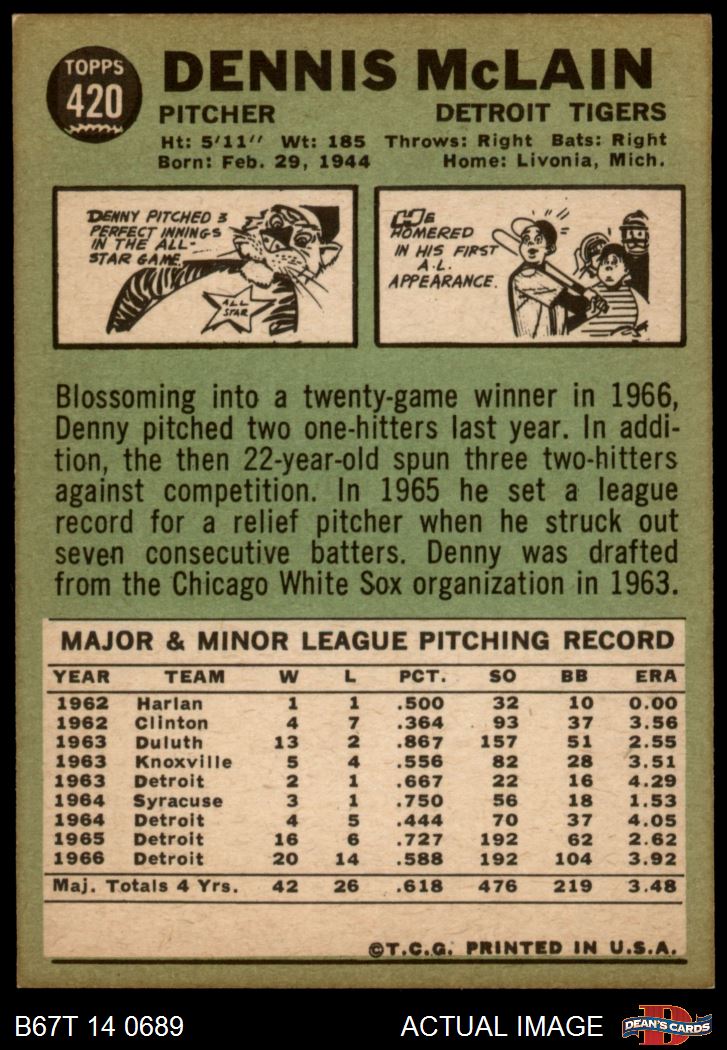 TOPPS
420
DENNIS McLAIN
PITCHER DETROIT TIGERS
Ht: 5'11" Wt: 185 Throws: Right Bats: Right
Born: Feb. 29, 1944 Home: Livonia, Mich.
DENNY PITCHED 3
PERFECT INNINGS
IN THE ALL-
STAR GAME.
ALL
STAR
HE
HOMERED
IN HIS FIRST
A.L.
APPEARANCE.
Blossoming into a twenty-game winner in 1966,
Denny pitched two one-hitters last year. In addi-
tion, the then 22-year-old spun three two-hitters
against competition. In 1965 he set a league
record for a relief pitcher when he struck out
seven consecutive batters. Denny was drafted
from the Chicago White Sox organization in 1963.
MAJOR & MINOR LEAGUE PITCHING RECORD
YEAR TEAM W L PCT. SO BB ERA
1962 Harlan 1 1 .500 32 10 0.00
1962 Clinton 4 7 .364 93 37 3.56
1963 Duluth 13 2 .867 157 51 2.55
1963 Knoxville 5 4 .556 82 28 3.51
1963 Detroit 2 1 .667 22 16 4.29
1964 Syracuse 3 1 .750 56 18 1.53
1964 Detroit 4 5 .444 70 37 4.05
1965 Detroit 16 6 .727 192 62 2.62
1966 Detroit 20 14 .588 192 104 3.92
Maj. Totals 4 Yrs. 42 26 .618 476 219 3.48
©T.C.G. PRINTED IN U.S.A.
B67T 14 0689 ACTUAL IMAGE
D
DEAN'S CARDS